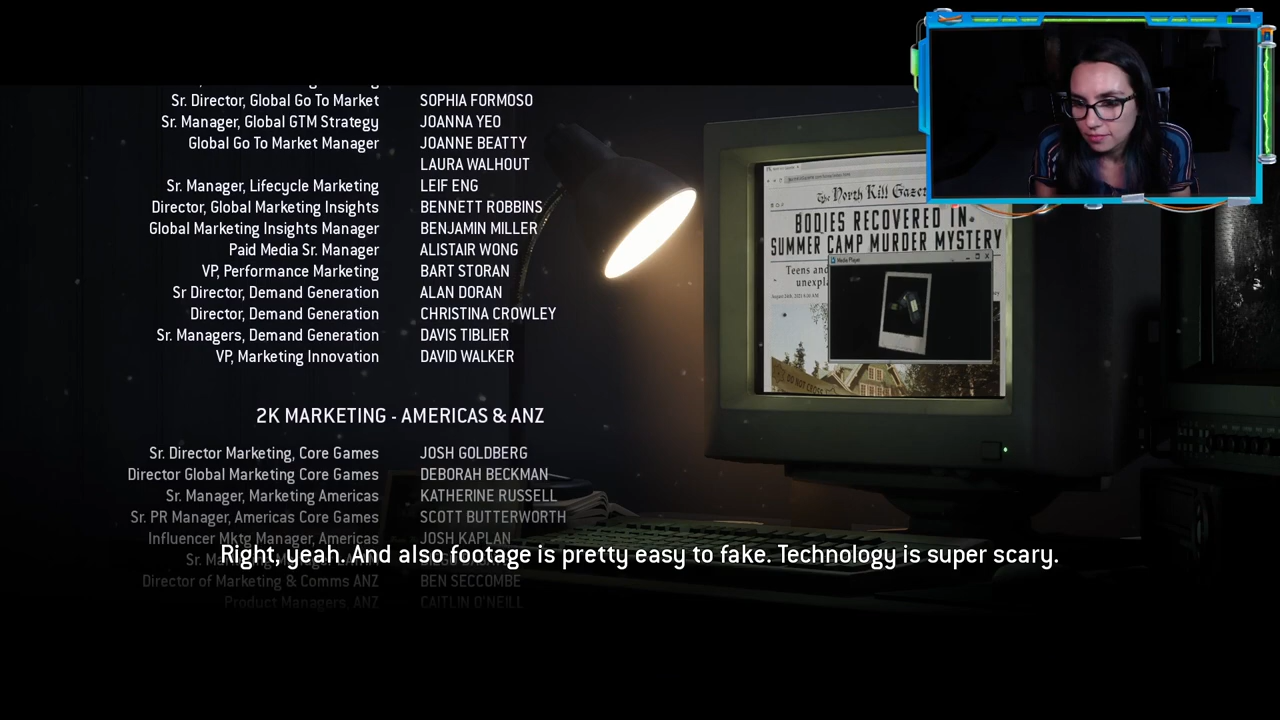 Sr. Director, Global Go To Market SOPHIA FORMOSO
Sr. Manager, Global GTM Strategy JOANNA YEO
Global Go To Market Manager JOANNE BEATTY
LAURA WALHOUT
Sr. Manager, Lifecycle Marketing LEIF ENG
Director, Global Marketing Insights BENNETT ROBBINS
Global Marketing Insights Manager BENJAMIN MILLER
Paid Media Sr. Manager ALISTAIR WONG
VP, Performance Marketing BART STORAN
Sr Director, Demand Generation ALAN DORAN
Director, Demand Generation CHRISTINA CROWLEY
Sr. Managers, Demand Generation DAVIS TIBLIER
VP, Marketing Innovation DAVID WALKER
2K MARKETING - AMERICAS & ANZ
Sr. Director Marketing, Core Games JOSH GOLDBERG
Director Global Marketing Core Games DEBORAH BECKMAN
Sr. Manager, Marketing Americas KATHERINE RUSSELL
Sr. PR Manager, Americas Core Games SCOTT BUTTERWORTH
Influencer Mktg Manager, Americas JOSH KAPLAN
Director of Marketing & Comms ANZ BEN SECCOMBE
Product Managers, ANZ CAITLIN O'NEILL
Right, yeah. And also footage is pretty easy to fake. Technology is super scary.
The North Kill
BODIES RECOVERED IN
SUMMER CAMP MURDER MYSTERY
Teens and
Media Player
DO NOT CROSS